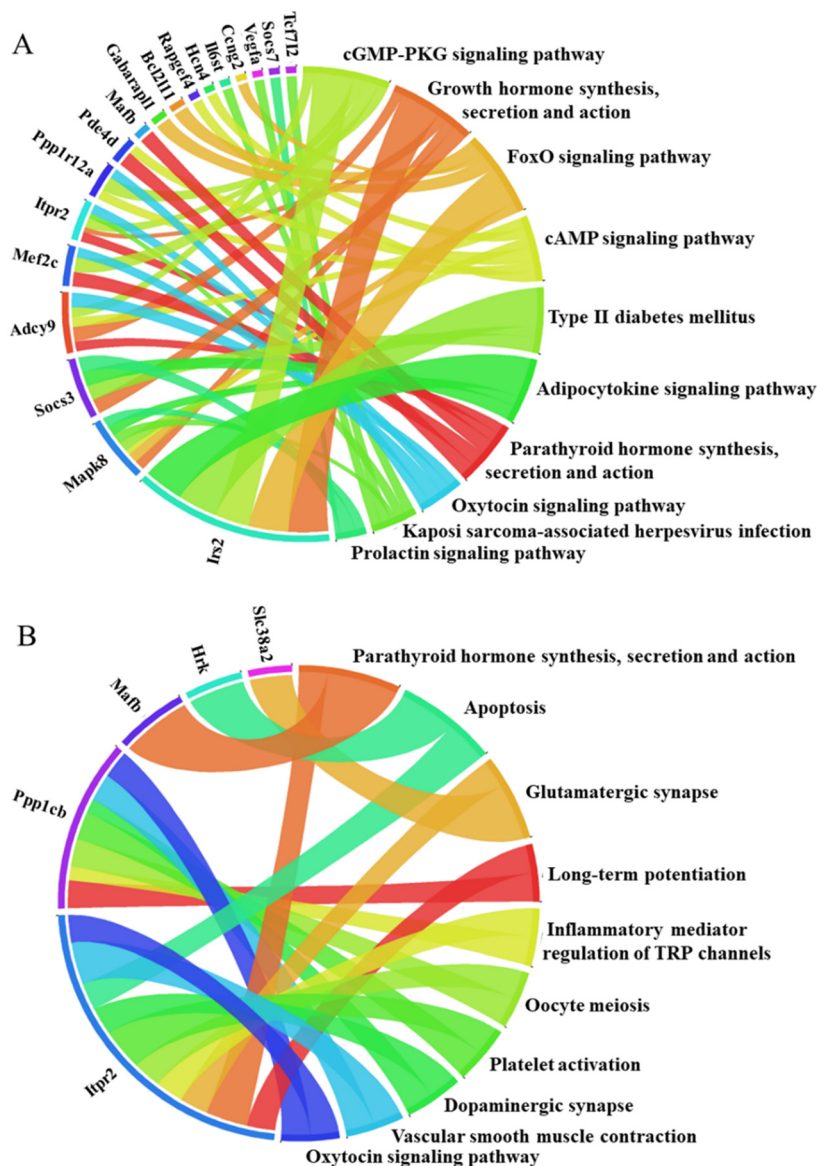 A
Tcf7l2
Socs7
Vegfa
Ccng2
Il6st
Hcn4
Rapgef4
Bcl2l11
Gabarapl1
Mafb
Pde4d
Ppp1r12a
Itpr2
Mef2c
Adcy9
Socs3
Mapk8
Irs2
cGMP-PKG signaling pathway
Growth hormone synthesis,
secretion and action
FoxO signaling pathway
cAMP signaling pathway
Type II diabetes mellitus
Adipocytokine signaling pathway
Parathyroid hormone synthesis,
secretion and action
Oxytocin signaling pathway
Kaposi sarcoma-associated herpesvirus infection
Prolactin signaling pathway
B
Slc38a2
Hrk
Mafb
Ppp1cb
Itpr2
Parathyroid hormone synthesis, secretion and action
Apoptosis
Glutamatergic synapse
Long-term potentiation
Inflammatory mediator
regulation of TRP channels
Oocyte meiosis
Platelet activation
Dopaminergic synapse
Vascular smooth muscle contraction
Oxytocin signaling pathway